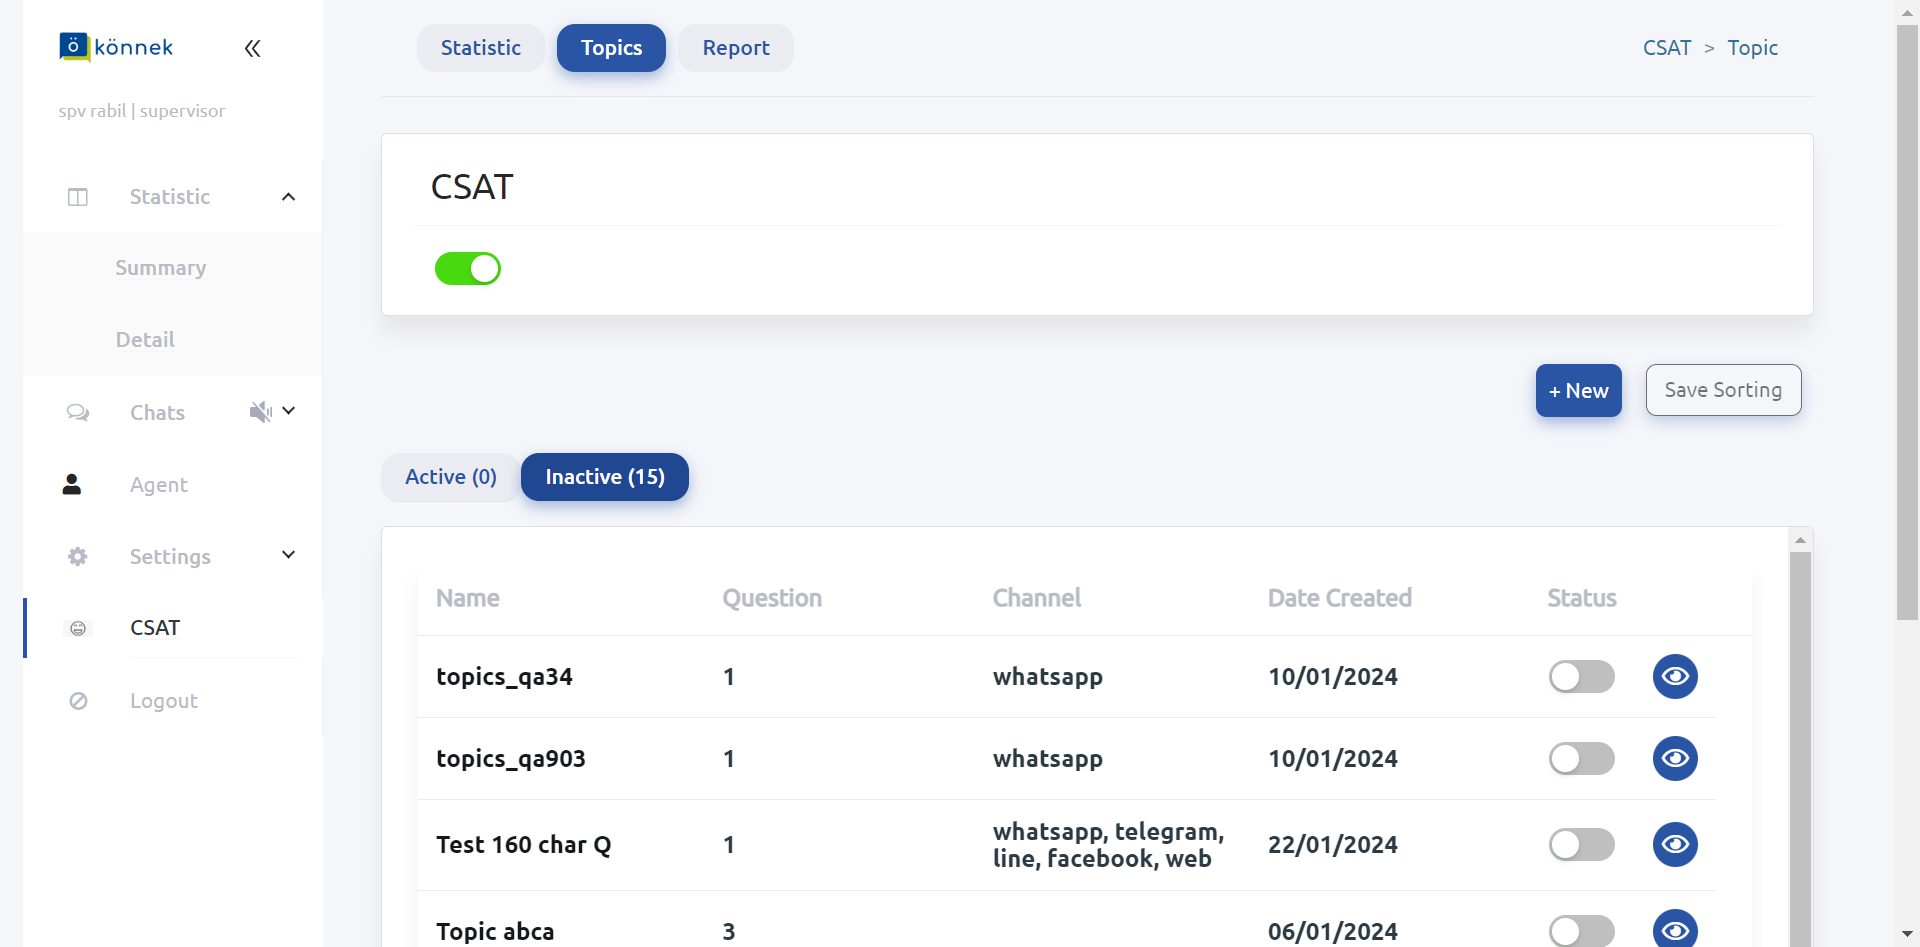 ö könnek
spv rabil | supervisor
Statistic
Summary
Detail
Chats
Agent
Settings
CSAT
Logout
Statistic
Topics
Report
CSAT > Topic
CSAT
+ New
Save Sorting
Active (0)
Inactive (15)
Name Question Channel Date Created Status
topics_qa34 1 whatsapp 10/01/2024
topics_qa903 1 whatsapp 10/01/2024
Test 160 char Q 1 whatsapp, telegram,
line, facebook, web 22/01/2024
Topic abca 3 06/01/2024